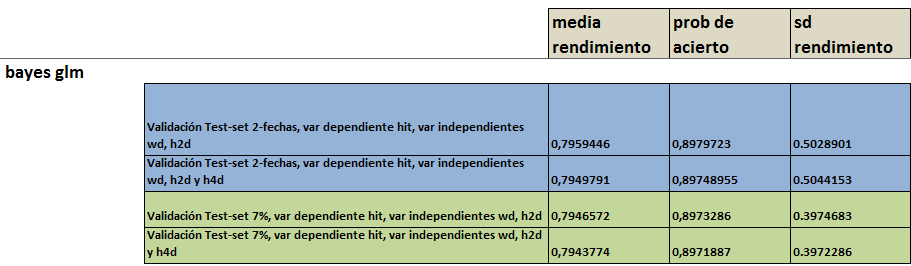 media rendimiento prob de acierto sd rendimiento
bayes glm
Validación Test-set 2-fechas, var dependiente hit, var independientes
wd, h2d 0,7959446 0,8979723 0.5028901
Validación Test-set 2-fechas, var dependiente hit, var independientes
wd, h2d y h4d 0,7949791 0,89748955 0.5044153
Validación Test-set 7%, var dependiente hit, var independientes wd, h2d 0,7946572 0,8973286 0.3974683
Validación Test-set 7%, var dependiente hit, var independientes wd, h2d
y h4d 0,7943774 0,8971887 0.3972286